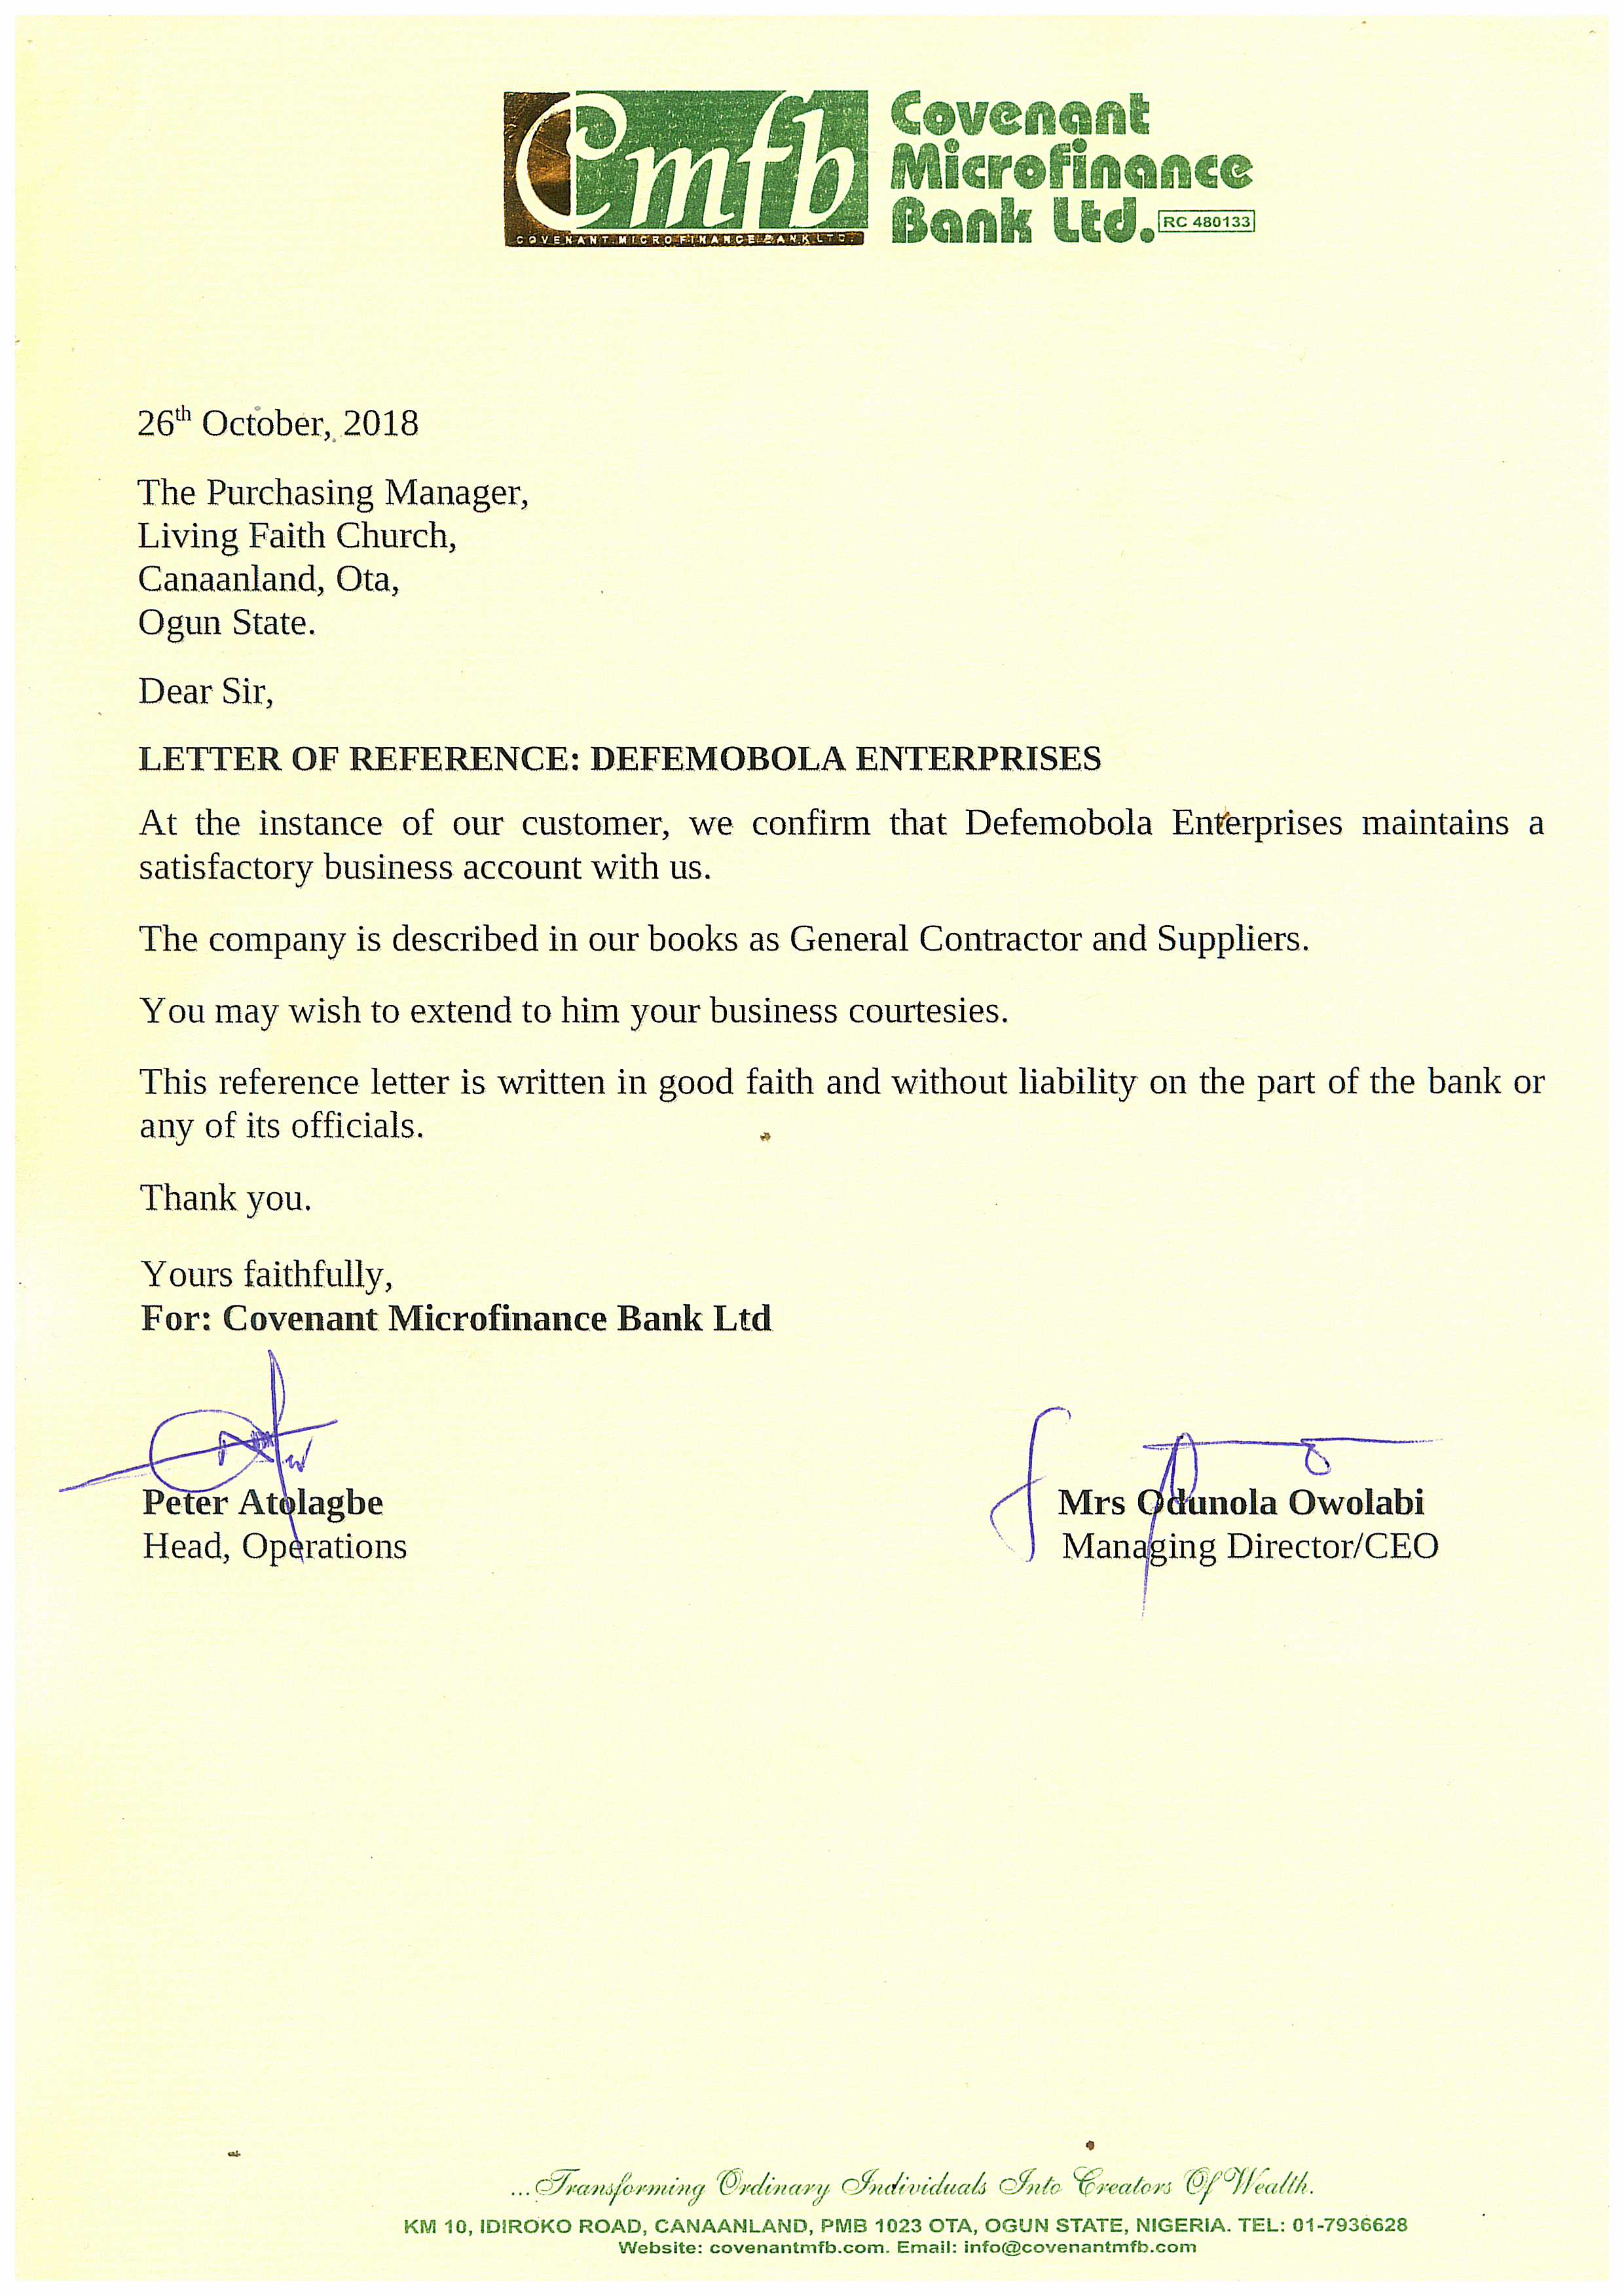 Cmfb
COVENANT MICROFINANCE BANK LTD.
Covenant
Microfinance
Bank Ltd. RC 480133
26th October, 2018
The Purchasing Manager,
Living Faith Church,
Canaanland, Ota,
Ogun State.
Dear Sir,
LETTER OF REFERENCE: DEFEMOBOLA ENTERPRISES
At the instance of our customer, we confirm that Defemobola Enterprises maintains a
satisfactory business account with us.
The company is described in our books as General Contractor and Suppliers.
You may wish to extend to him your business courtesies.
This reference letter is written in good faith and without liability on the part of the bank or
any of its officials.
Thank you.
Yours faithfully,
For: Covenant Microfinance Bank Ltd
Peter Atolagbe Mrs Odunola Owolabi
Head, Operations Managing Director/CEO
...Transforming Ordinary Individuals Into Creators Of Wealth.
KM 10, IDIROKO ROAD, CANAANLAND, PMB 1023 OTA, OGUN STATE, NIGERIA. TEL: 01-7936628
Website: covenantmfb.com. Email: info@covenantmfb.com